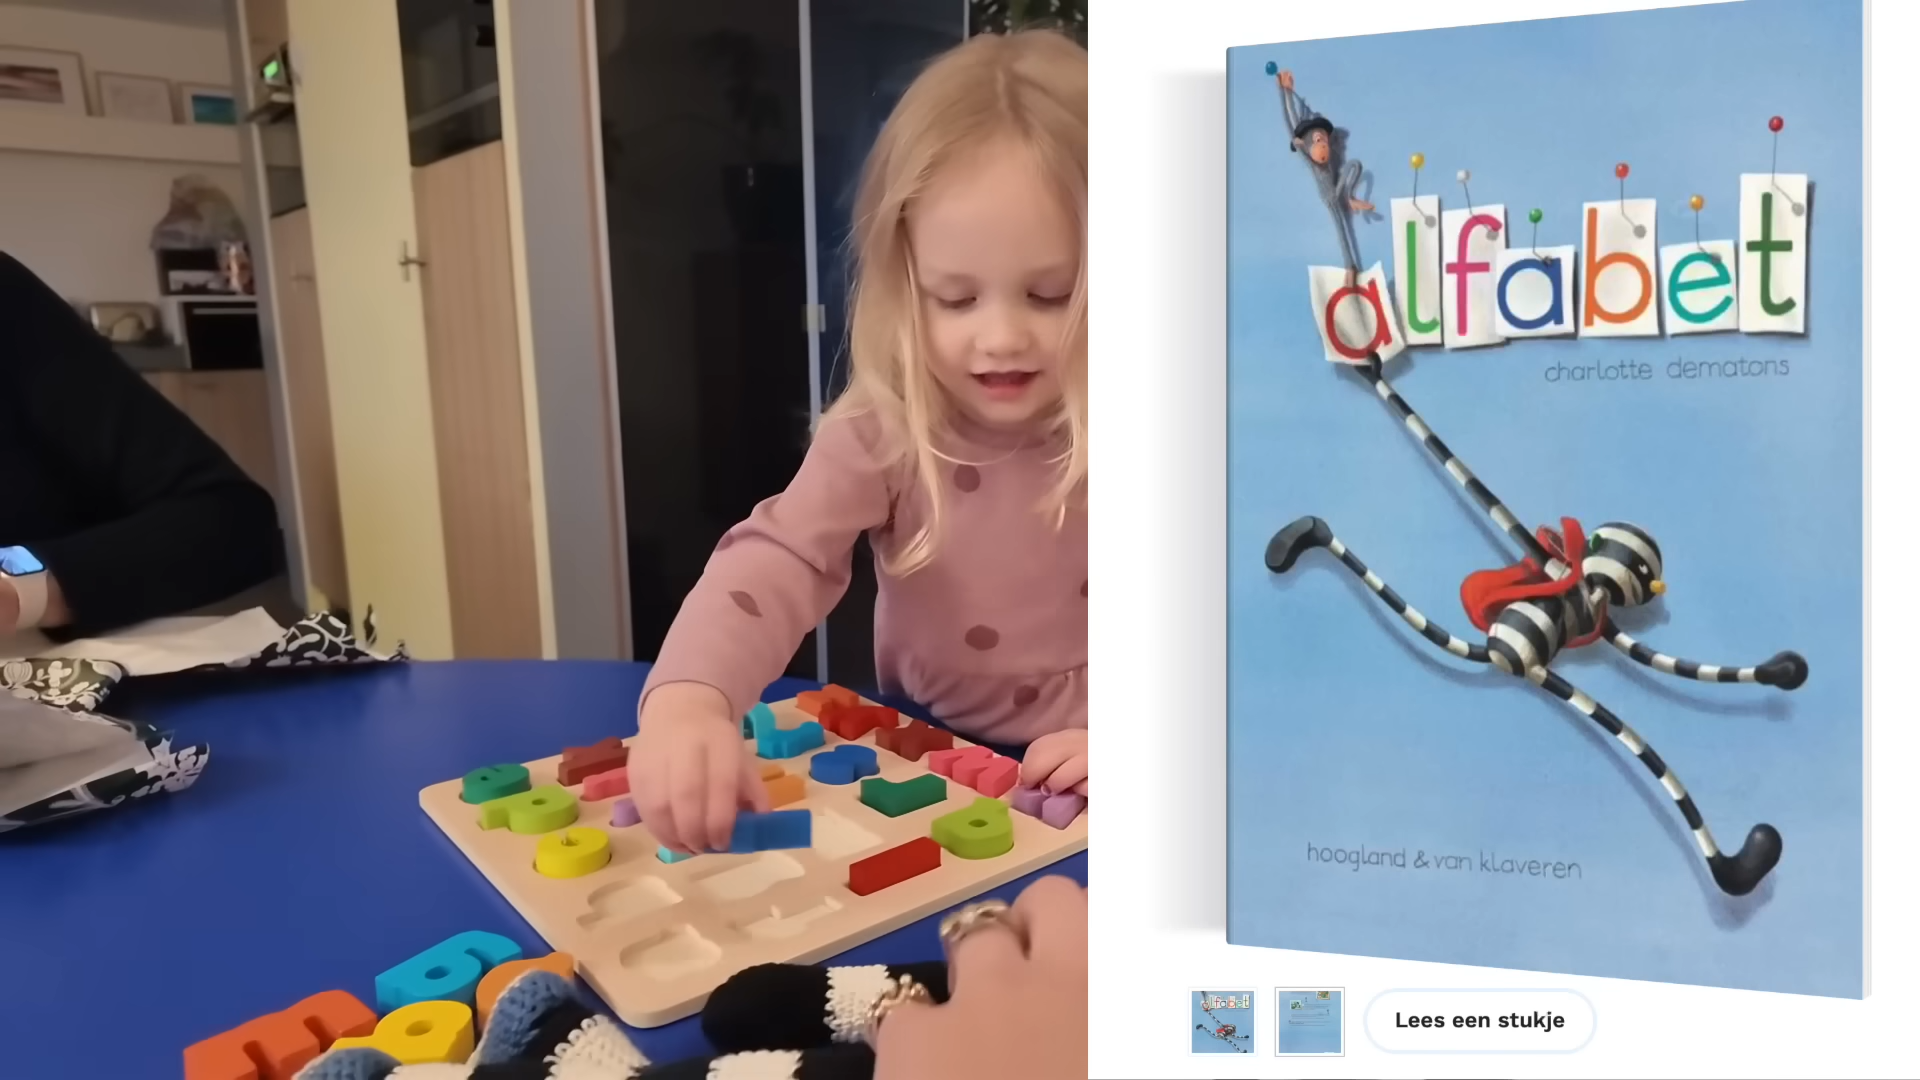 alfabet
charlotte dematons
hoogland & van klaveren
Lees een stukje